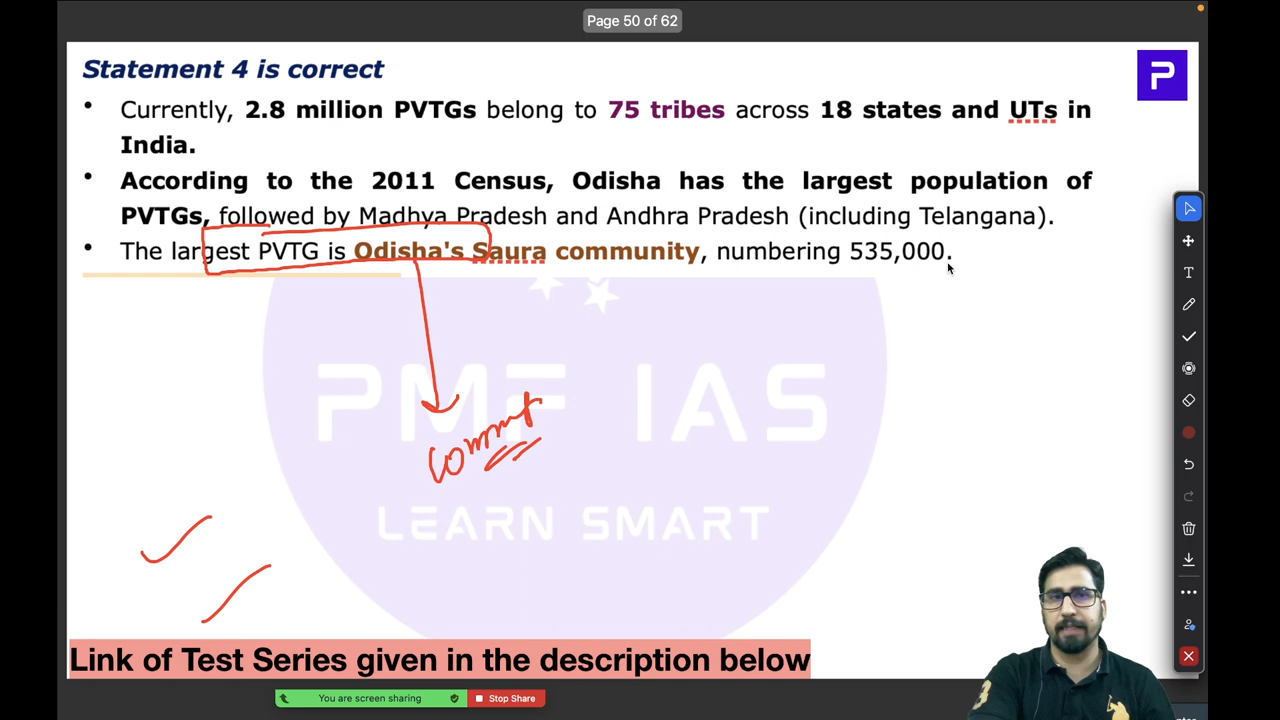 Page 50 of 62
Statement 4 is correct
P
• Currently, 2.8 million PVTGs belong to 75 tribes across 18 states and UTs in
India.
• According to the 2011 Census, Odisha has the largest population of
PVTGs, followed by Madhya Pradesh and Andhra Pradesh (including Telangana).
• The largest PVTG is Odisha's Saura community, numbering 535,000.
PMF IAS
Comment
LEARN SMART
Link of Test Series given in the description below
You are screen sharing Stop Share